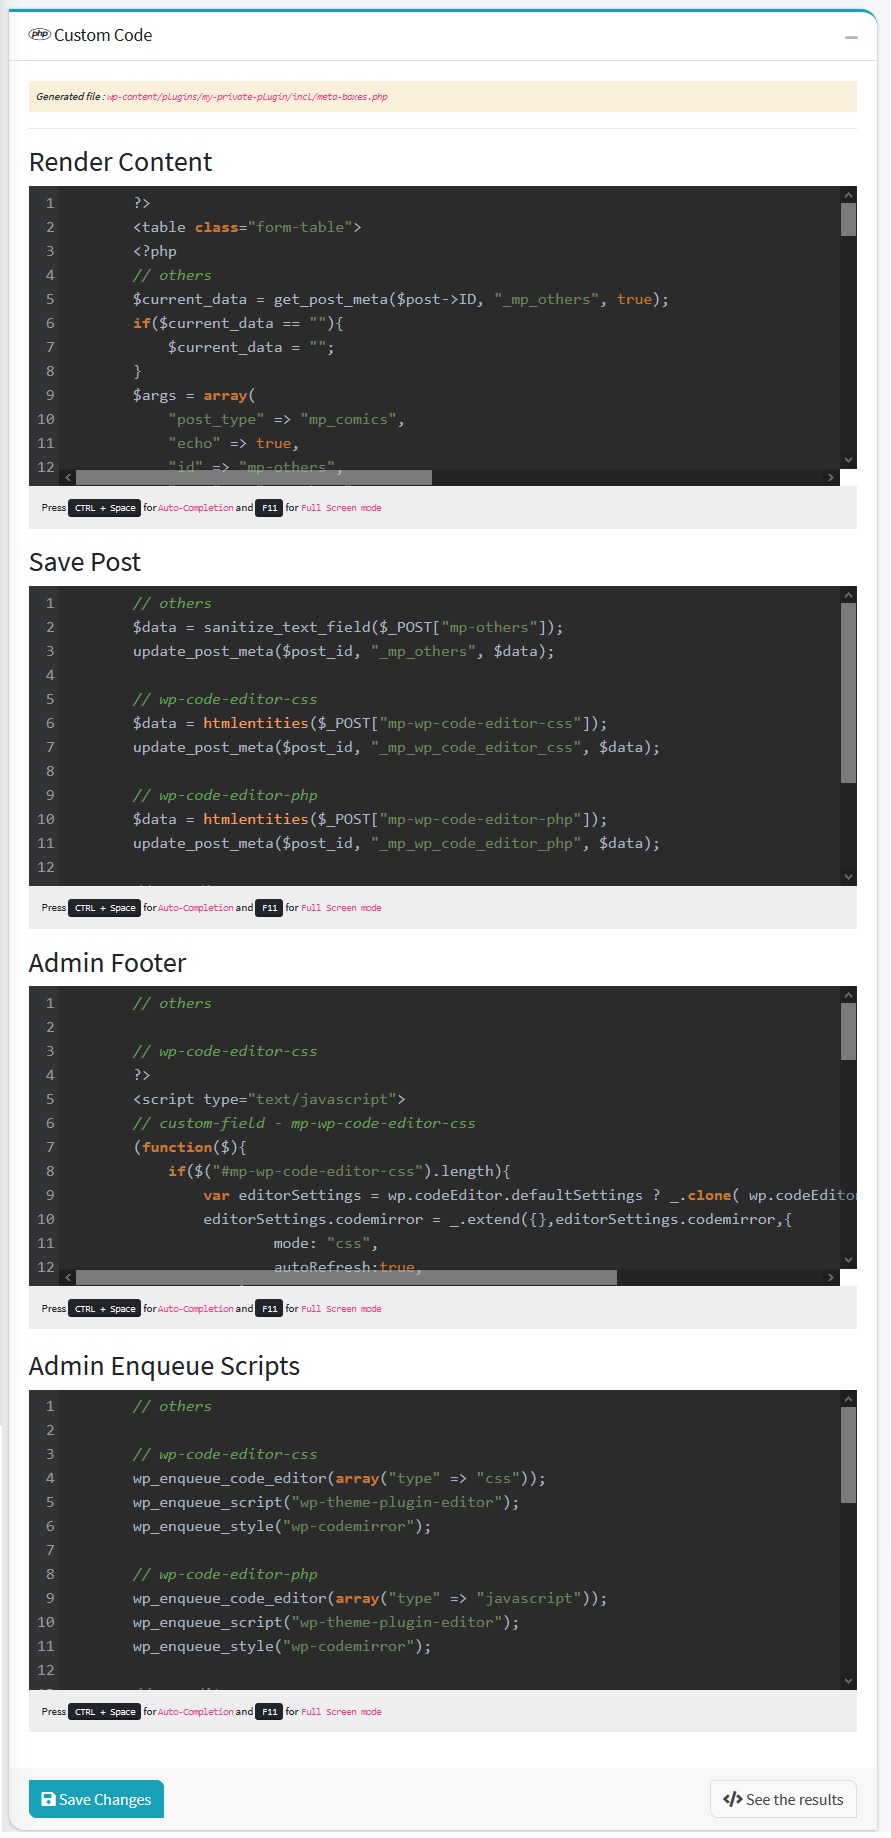 php Custom Code
Generated file : wp-content/plugins/my-private-plugin/incl/meta-boxes.php
Render Content
1 ?>
2 <table class="form-table">
3 <?php
4 // others
5 $current_data = get_post_meta($post->ID, "_mp_others", true);
6 if($current_data == ""){
7 $current_data = "";
8 }
9 $args = array(
10 "post_type" => "mp_comics",
11 "echo" => true,
12 "id" => "mp-others",
Press CTRL + Space for Auto-Completion and F11 for Full Screen mode
Save Post
1 // others
2 $data = sanitize_text_field($_POST["mp-others"]);
3 update_post_meta($post_id, "_mp_others", $data);
4
5 // wp-code-editor-css
6 $data = htmlentities($_POST["mp-wp-code-editor-css"]);
7 update_post_meta($post_id, "_mp_wp_code_editor_css", $data);
8
9 // wp-code-editor-php
10 $data = htmlentities($_POST["mp-wp-code-editor-php"]);
11 update_post_meta($post_id, "_mp_wp_code_editor_php", $data);
12
Press CTRL + Space for Auto-Completion and F11 for Full Screen mode
Admin Footer
1 // others
2
3 // wp-code-editor-css
4 ?>
5 <script type="text/javascript">
6 // custom-field - mp-wp-code-editor-css
7 (function($){
8 if($("#mp-wp-code-editor-css").length){
9 var editorSettings = wp.codeEditor.defaultSettings ? _.clone( wp.codeEdito
10 editorSettings.codemirror = _.extend({},editorSettings.codemirror,{
11 mode: "css",
12 autoRefresh:true,
Press CTRL + Space for Auto-Completion and F11 for Full Screen mode
Admin Enqueue Scripts
1 // others
2
3 // wp-code-editor-css
4 wp_enqueue_code_editor(array("type" => "css"));
5 wp_enqueue_script("wp-theme-plugin-editor");
6 wp_enqueue_style("wp-codemirror");
7
8 // wp-code-editor-php
9 wp_enqueue_code_editor(array("type" => "javascript"));
10 wp_enqueue_script("wp-theme-plugin-editor");
11 wp_enqueue_style("wp-codemirror");
12
Press CTRL + Space for Auto-Completion and F11 for Full Screen mode
Save Changes
</> See the results